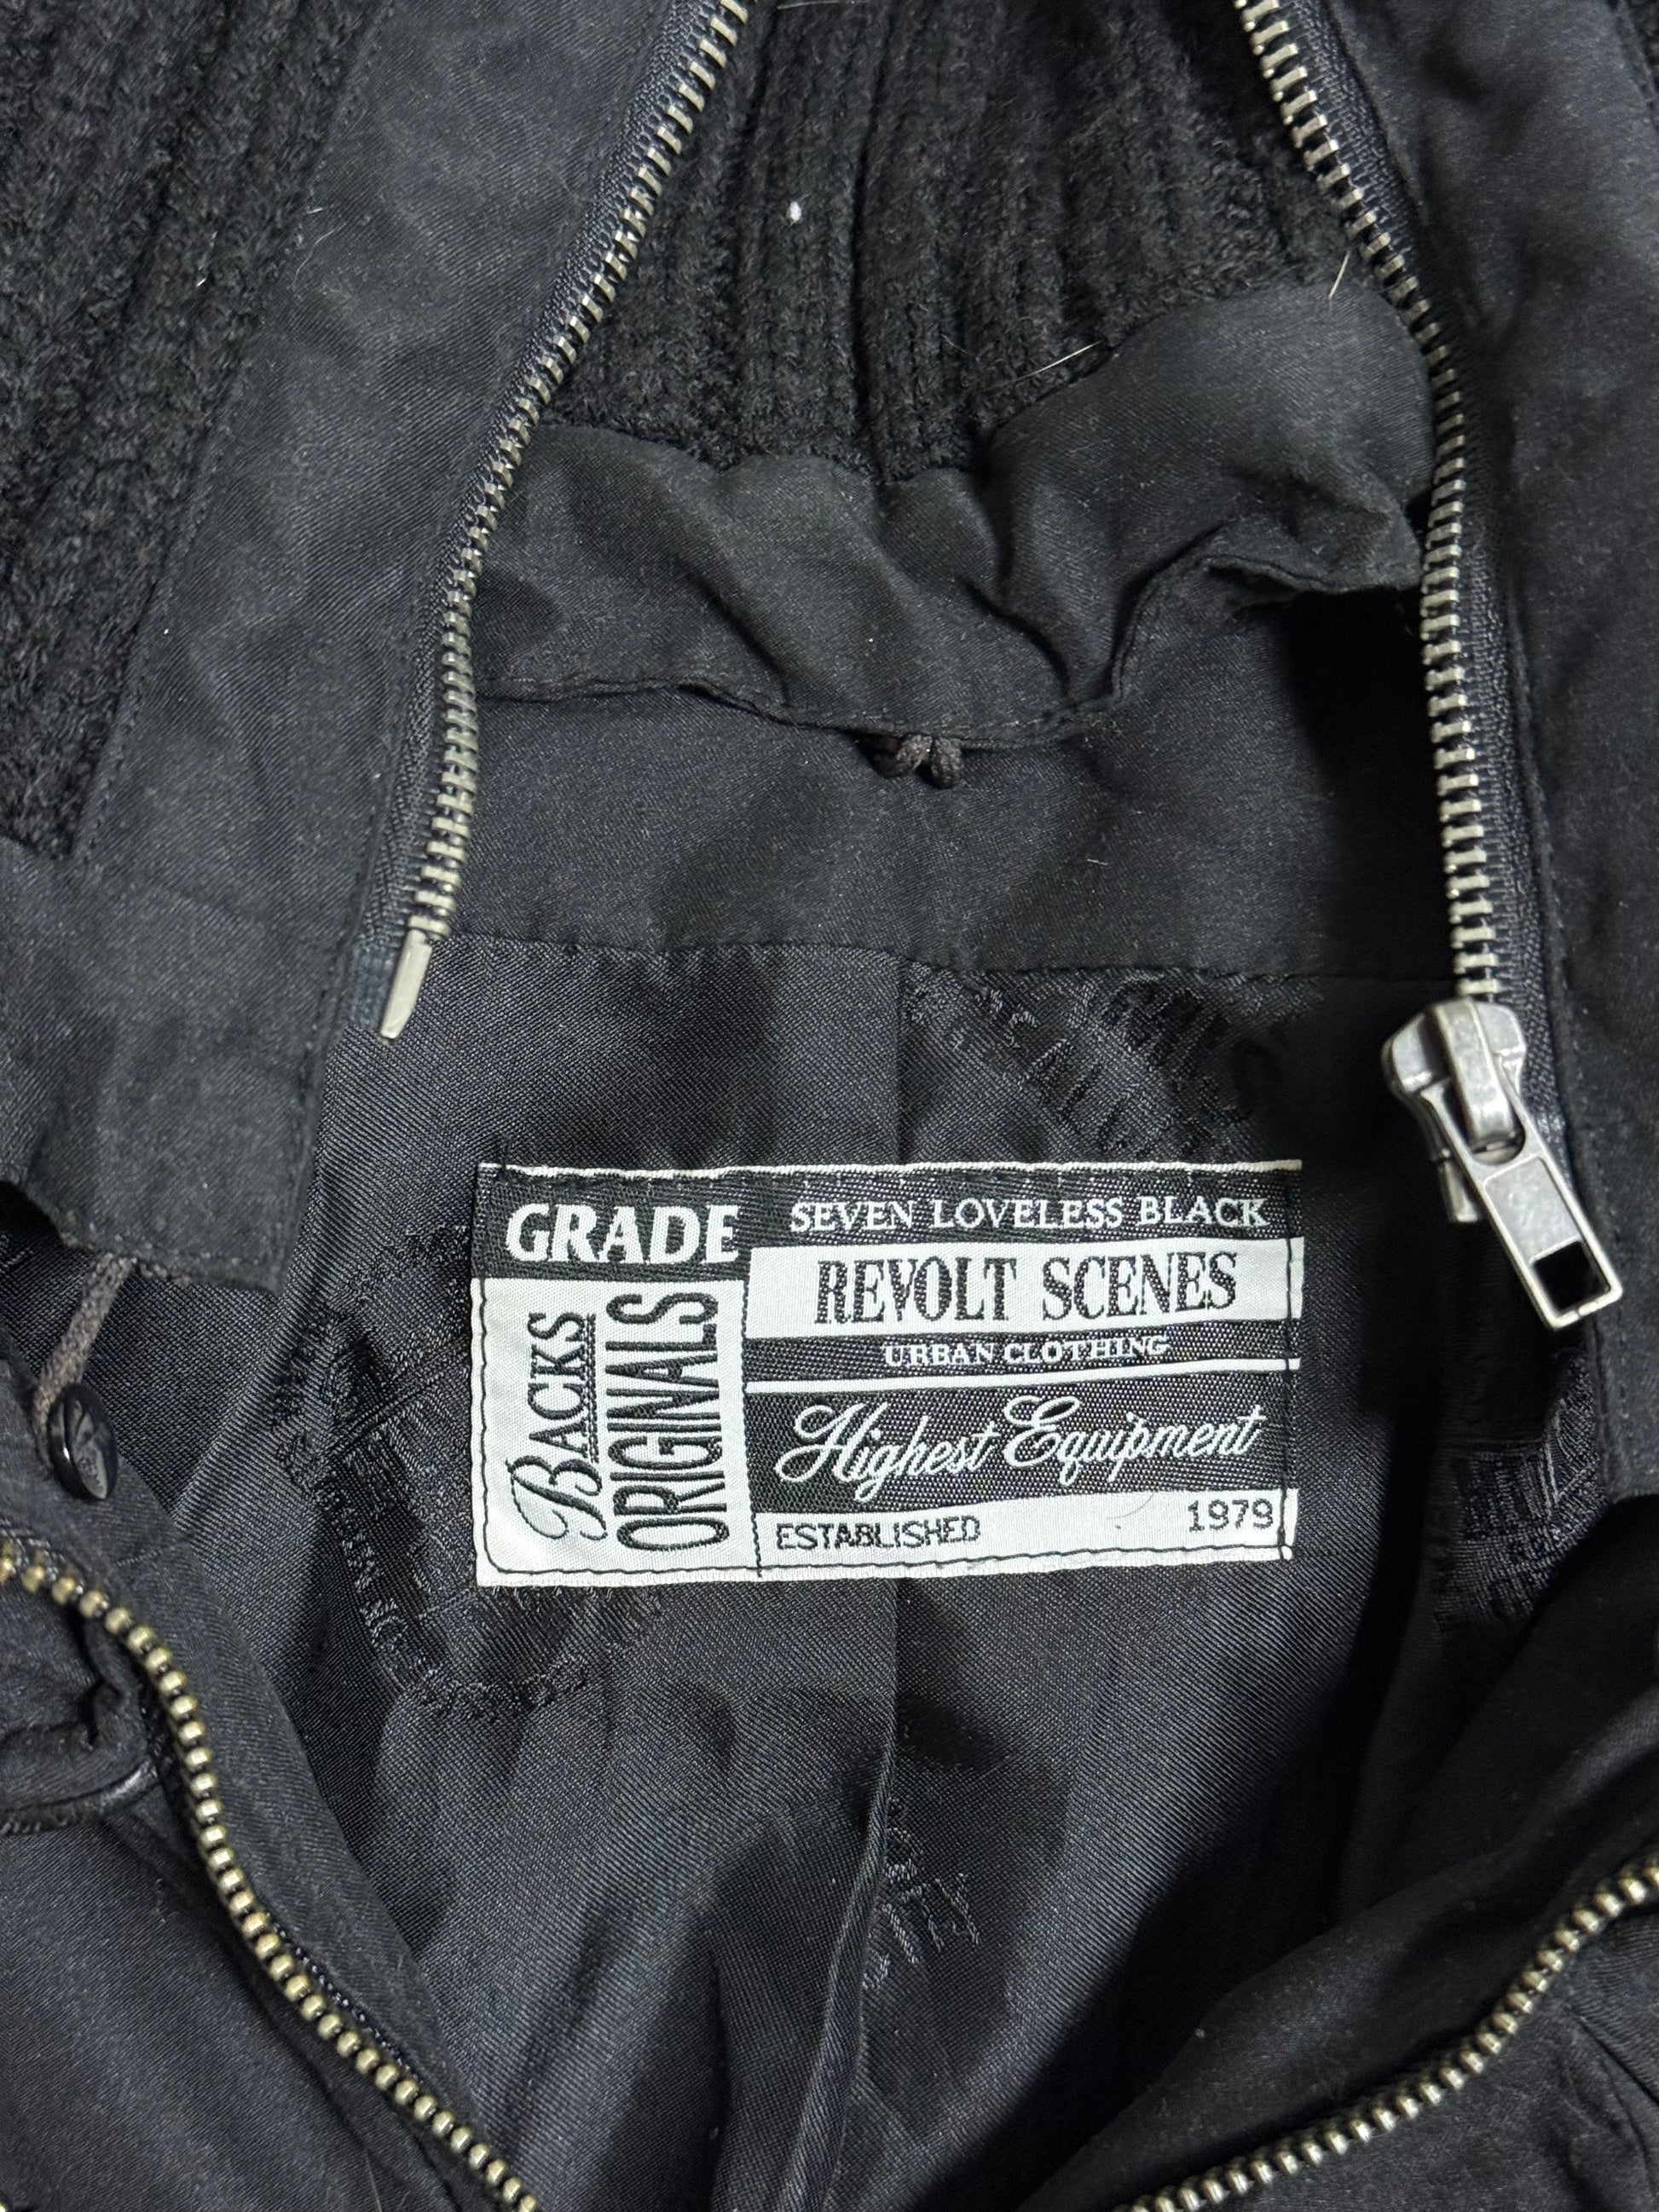 GRADE
BACKS
ORIGINALS
SEVEN LOVELESS BLACK
REVOLT SCENES
URBAN CLOTHING
Highest Equipment
ESTABLISHED 1979